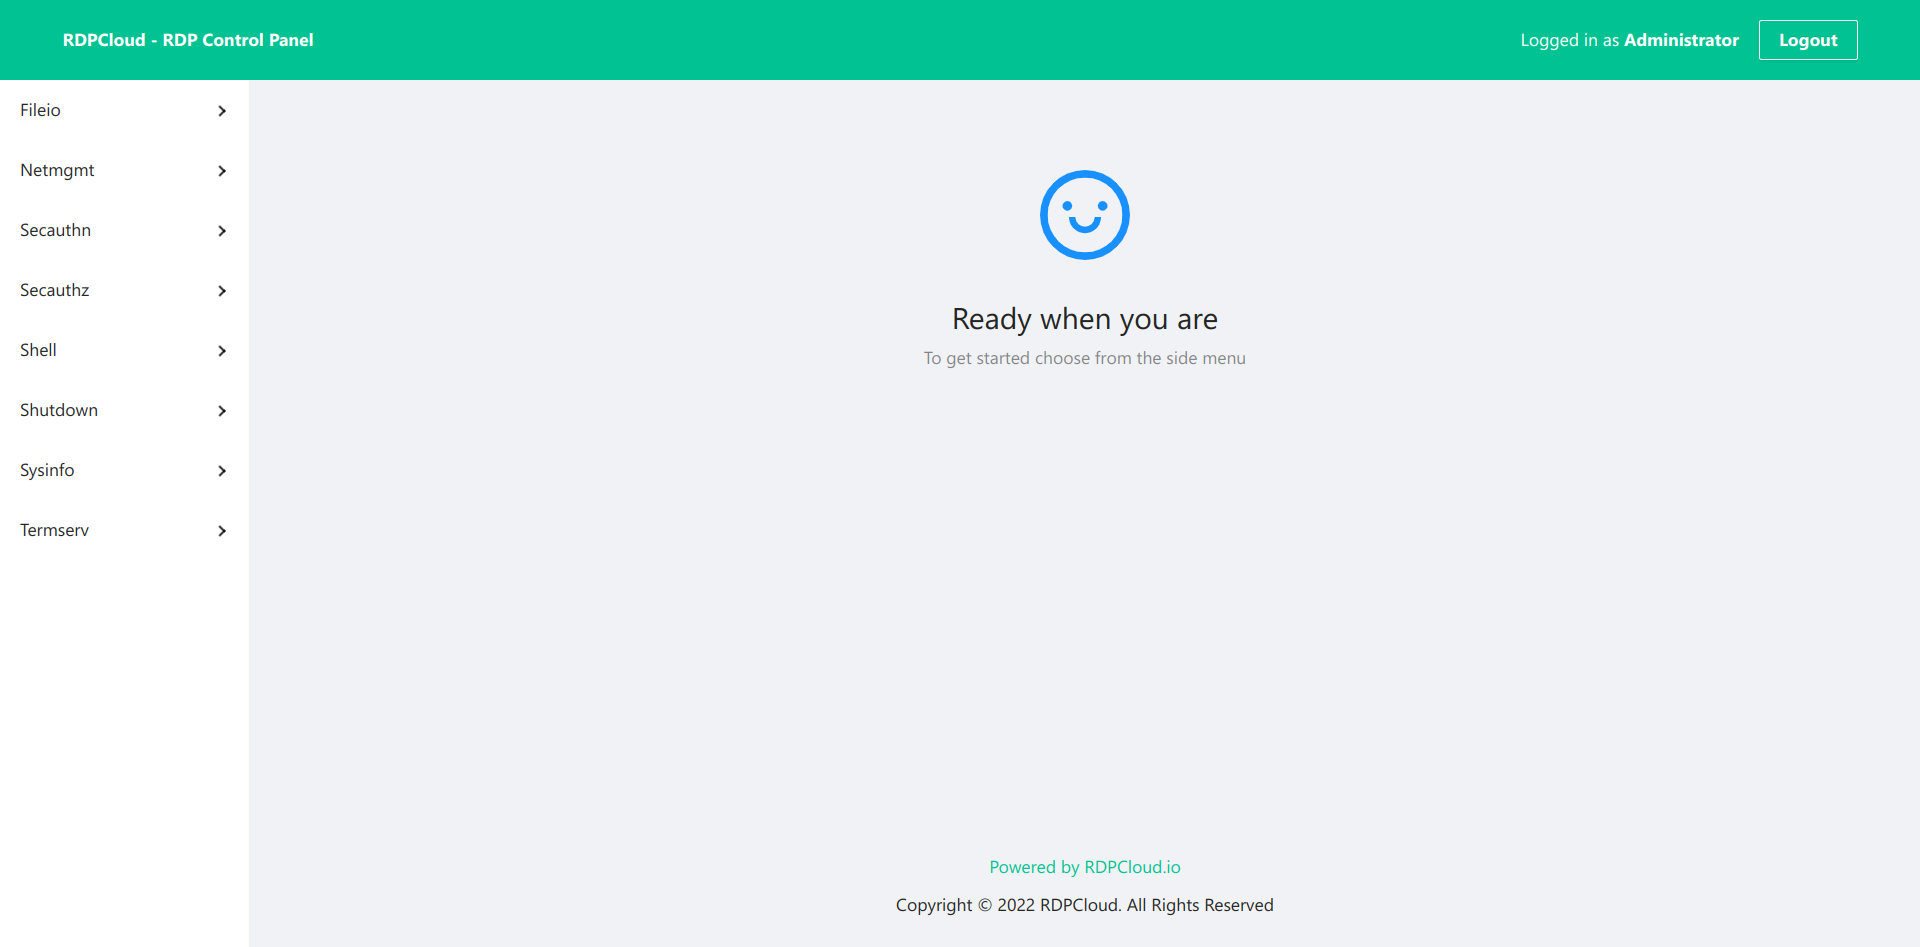 RDPCloud - RDP Control Panel
Logged in as Administrator
Logout
Fileio
Netmgmt
Secauthn
Secauthz
Shell
Shutdown
Sysinfo
Termserv
Ready when you are
To get started choose from the side menu
Powered by RDPCloud.io
Copyright © 2022 RDPCloud. All Rights Reserved